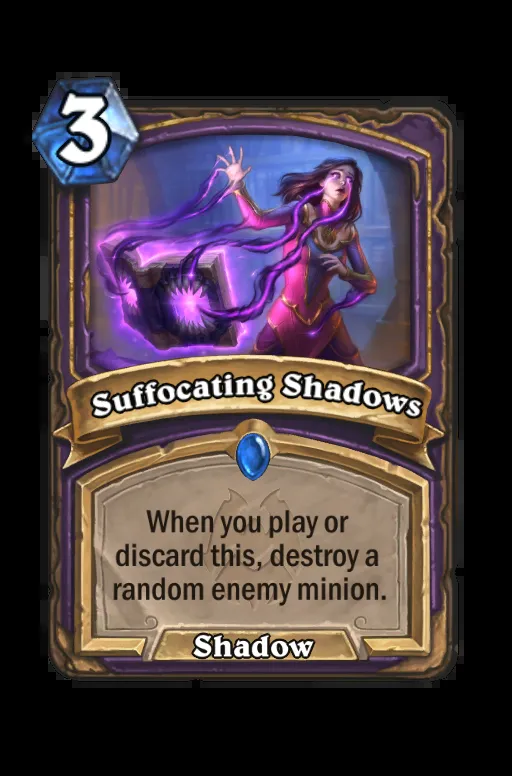 3
Suffocating Shadows
When you play or
discard this, destroy a
random enemy minion.
Shadow